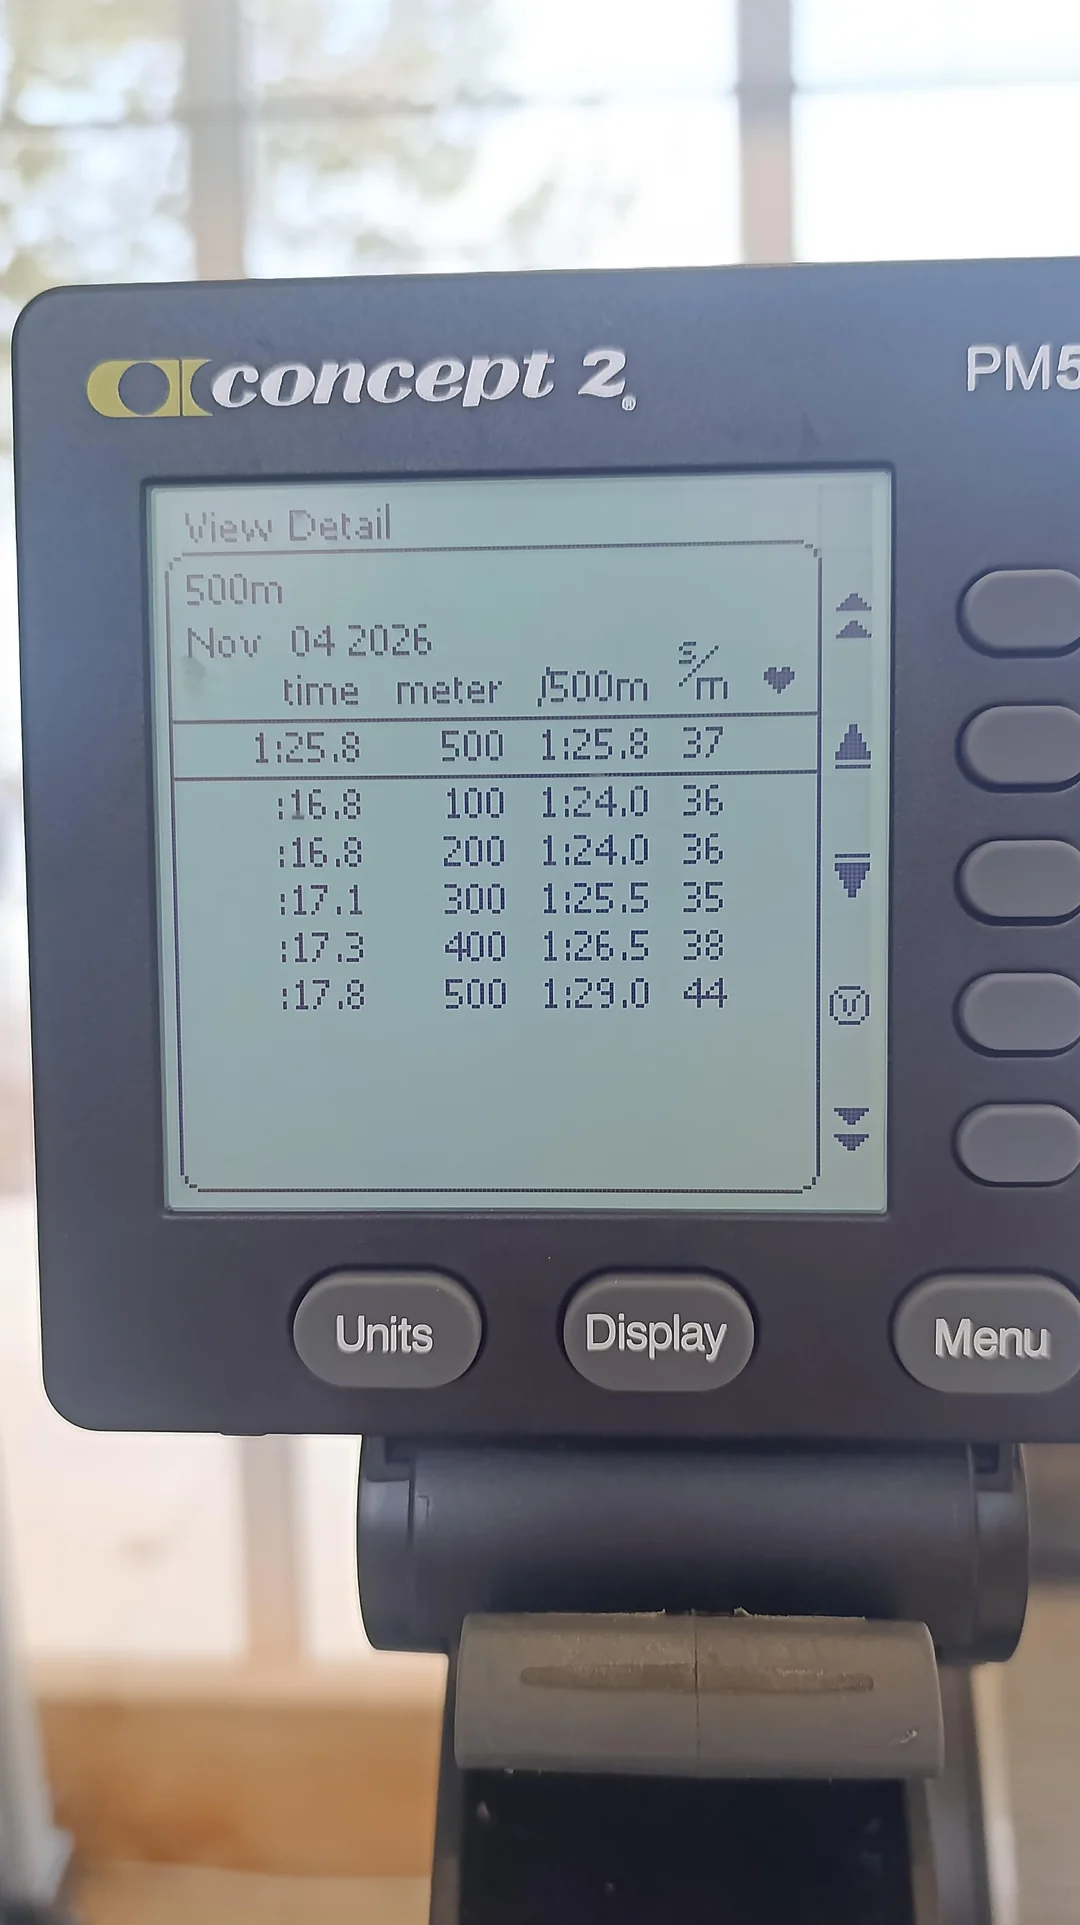 concept 2®
PM5
View Detail
500m
Nov 04 2026
time meter /500m s/m
1:25.8 500 1:25.8 37
:16.8 100 1:24.0 36
:16.8 200 1:24.0 36
:17.1 300 1:25.5 35
:17.3 400 1:26.5 38
:17.8 500 1:29.0 44
Units Display Menu